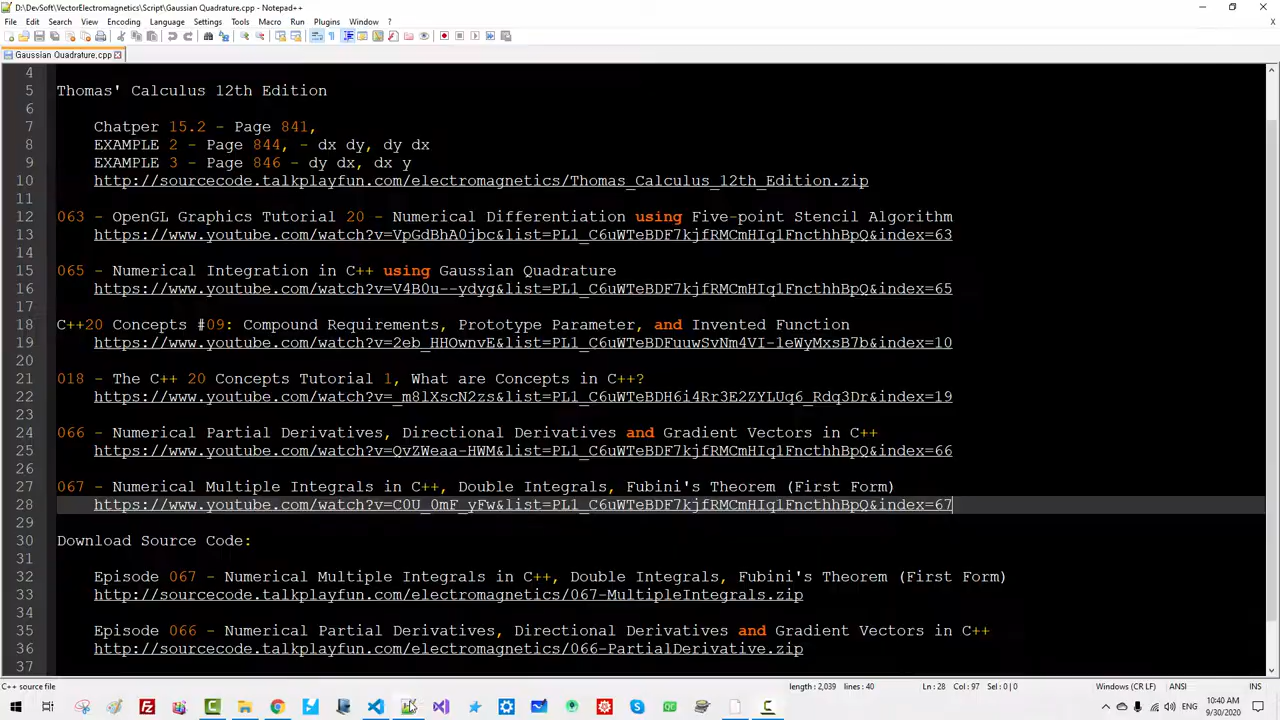 D:\DevSoft\VectorElectromagnetics\Script\Gaussian Quadrature.cpp - Notepad++
File Edit Search View Encoding Language Settings Tools Macro Run Plugins Window ?
Gaussian Quadrature.cpp
4
5 Thomas' Calculus 12th Edition
6
7 Chatper 15.2 - Page 841,
8 EXAMPLE 2 - Page 844, - dx dy, dy dx
9 EXAMPLE 3 - Page 846 - dy dx, dx y
10 http://sourcecode.talkplayfun.com/electromagnetics/Thomas_Calculus_12th_Edition.zip
11
12 063 - OpenGL Graphics Tutorial 20 - Numerical Differentiation using Five-point Stencil Algorithm
13 https://www.youtube.com/watch?v=VpGdBhA0jbc&list=PL1_C6uWTeBDF7kjfRMCmHIq1FncthhBpQ&index=63
14
15 065 - Numerical Integration in C++ using Gaussian Quadrature
16 https://www.youtube.com/watch?v=V4B0u--ydyg&list=PL1_C6uWTeBDF7kjfRMCmHIq1FncthhBpQ&index=65
17
18 C++20 Concepts #09: Compound Requirements, Prototype Parameter, and Invented Function
19 https://www.youtube.com/watch?v=2eb_HHOwnvE&list=PL1_C6uWTeBDFuuwSvNm4VI-1eWyMxsB7b&index=10
20
21 018 - The C++ 20 Concepts Tutorial 1, What are Concepts in C++?
22 https://www.youtube.com/watch?v=_m8lXscN2zs&list=PL1_C6uWTeBDH6i4Rr3E2ZYLUq6_Rdq3Dr&index=19
23
24 066 - Numerical Partial Derivatives, Directional Derivatives and Gradient Vectors in C++
25 https://www.youtube.com/watch?v=QvZWeaa-HWM&list=PL1_C6uWTeBDF7kjfRMCmHIq1FncthhBpQ&index=66
26
27 067 - Numerical Multiple Integrals in C++, Double Integrals, Fubini's Theorem (First Form)
28 https://www.youtube.com/watch?v=C0U_0mF_yFw&list=PL1_C6uWTeBDF7kjfRMCmHIq1FncthhBpQ&index=67
29
30 Download Source Code:
31
32 Episode 067 - Numerical Multiple Integrals in C++, Double Integrals, Fubini's Theorem (First Form)
33 http://sourcecode.talkplayfun.com/electromagnetics/067-MultipleIntegrals.zip
34
35 Episode 066 - Numerical Partial Derivatives, Directional Derivatives and Gradient Vectors in C++
36 http://sourcecode.talkplayfun.com/electromagnetics/066-PartialDerivative.zip
37
C++ source file length : 2,039 lines : 40 Ln : 28 Col : 97 Sel : 0 | 0 Windows (CR LF) ANSI INS
10:40 AM
9/30/2020